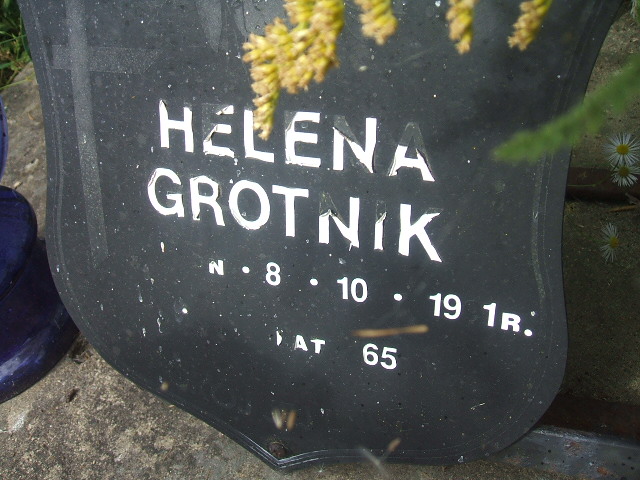 HELENA
GROTNIK
N · 8 · 10 · 19 1R.
AT 65